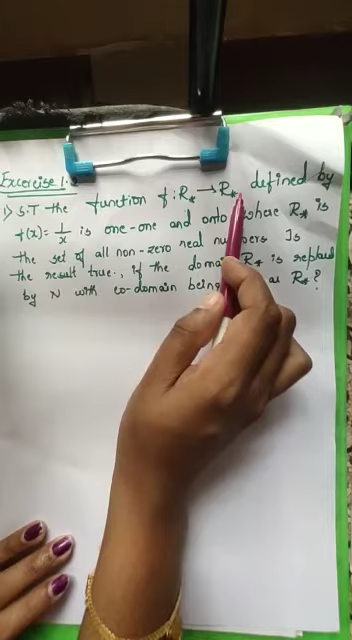 Exercise 1.
1) S.T the function f : R* → R* defined by
f(x) = 1/x is one-one and onto where R* is
the set of all non-zero real numbers Is
the result true., if the domain R* is replaced
by N with co-domain being as R*?